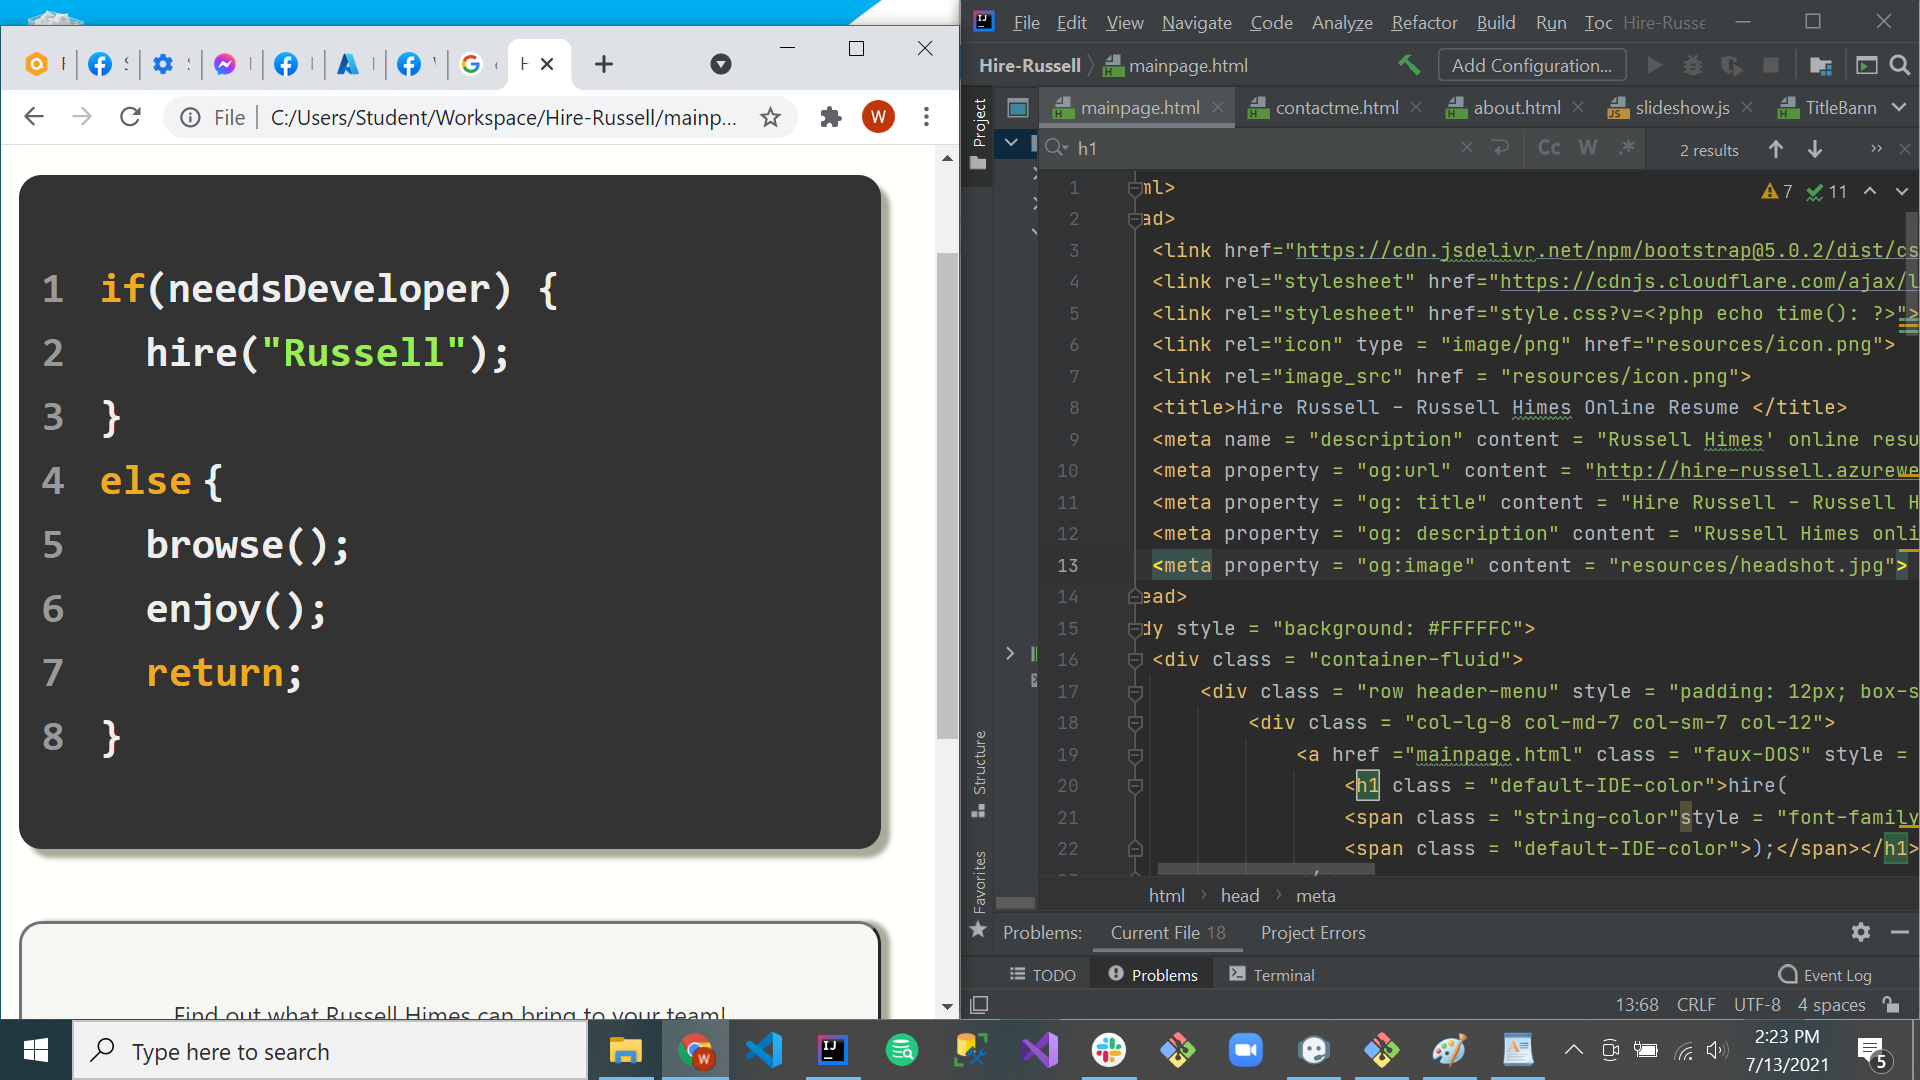 File C:/Users/Student/Workspace/Hire-Russell/mainp...
W
1 if(needsDeveloper) {
2 hire("Russell");
3 }
4 else {
5 browse();
6 enjoy();
7 return;
8 }
Find out what Russell Himes can bring to your team!
File Edit View Navigate Code Analyze Refactor Build Run Toc Hire-Russe
Hire-Russell mainpage.html Add Configuration...
mainpage.html contactme.html about.html slideshow.js TitleBann
h1 Cc W .* 2 results
7 11
1 ml>
2 ad>
3 <link href="https://cdn.jsdelivr.net/npm/bootstrap@5.0.2/dist/cs
4 <link rel="stylesheet" href="https://cdnjs.cloudflare.com/ajax/l
5 <link rel="stylesheet" href="style.css?v=<?php echo time(): ?>">
6 <link rel="icon" type = "image/png" href="resources/icon.png">
7 <link rel="image_src" href = "resources/icon.png">
8 <title>Hire Russell - Russell Himes Online Resume </title>
9 <meta name = "description" content = "Russell Himes' online resu
10 <meta property = "og:url" content = "http://hire-russell.azurewe
11 <meta property = "og: title" content = "Hire Russell - Russell H
12 <meta property = "og: description" content = "Russell Himes onli
13 <meta property = "og:image" content = "resources/headshot.jpg">
14 ead>
15 dy style = "background: #FFFFFC">
16 <div class = "container-fluid">
17 <div class = "row header-menu" style = "padding: 12px; box-s
18 <div class = "col-lg-8 col-md-7 col-sm-7 col-12">
19 <a href ="mainpage.html" class = "faux-DOS" style =
20 <h1 class = "default-IDE-color">hire(
21 <span class = "string-color"style = "font-family
22 <span class = "default-IDE-color">);</span></h1>
html head meta
Project
Structure
Favorites
Problems: Current File 18 Project Errors
TODO Problems Terminal Event Log
13:68 CRLF UTF-8 4 spaces
Type here to search
2:23 PM
7/13/2021
5